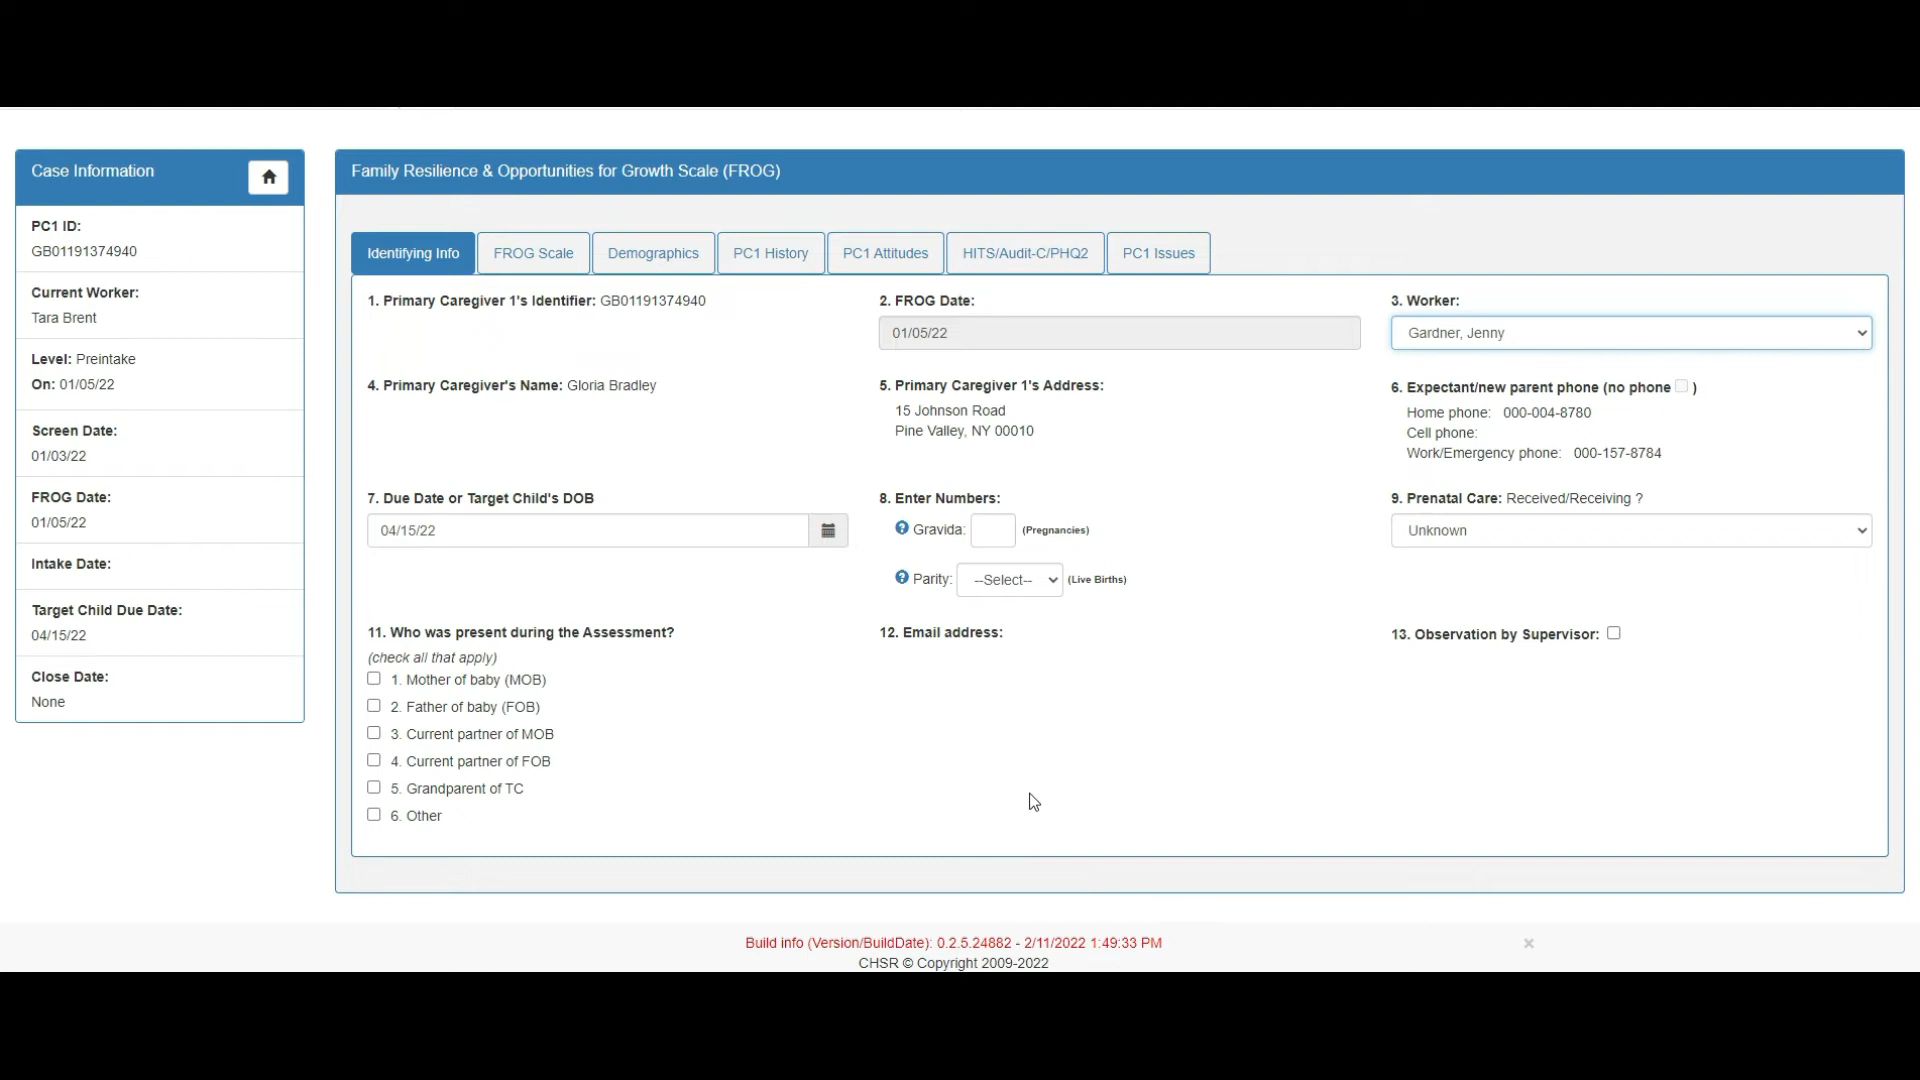 Case Information
PC1 ID:
GB01191374940
Current Worker:
Tara Brent
Level: Preintake
On: 01/05/22
Screen Date:
01/03/22
FROG Date:
01/05/22
Intake Date:
Target Child Due Date:
04/15/22
Close Date:
None
Family Resilience & Opportunities for Growth Scale (FROG)
Identifying Info
FROG Scale
Demographics
PC1 History
PC1 Attitudes
HITS/Audit-C/PHQ2
PC1 Issues
1. Primary Caregiver 1's Identifier: GB01191374940
2. FROG Date:
01/05/22
3. Worker:
Gardner, Jenny
4. Primary Caregiver's Name: Gloria Bradley
5. Primary Caregiver 1's Address:
15 Johnson Road
Pine Valley, NY 00010
6. Expectant/new parent phone (no phone )
Home phone: 000-004-8780
Cell phone:
Work/Emergency phone: 000-157-8784
7. Due Date or Target Child's DOB
04/15/22
8. Enter Numbers:
Gravida: (Pregnancies)
Parity: --Select-- (Live Births)
9. Prenatal Care: Received/Receiving ?
Unknown
11. Who was present during the Assessment?
(check all that apply)
1. Mother of baby (MOB)
2. Father of baby (FOB)
3. Current partner of MOB
4. Current partner of FOB
5. Grandparent of TC
6. Other
12. Email address:
13. Observation by Supervisor:
Build info (Version/BuildDate): 0.2.5.24882 - 2/11/2022 1:49:33 PM
CHSR © Copyright 2009-2022